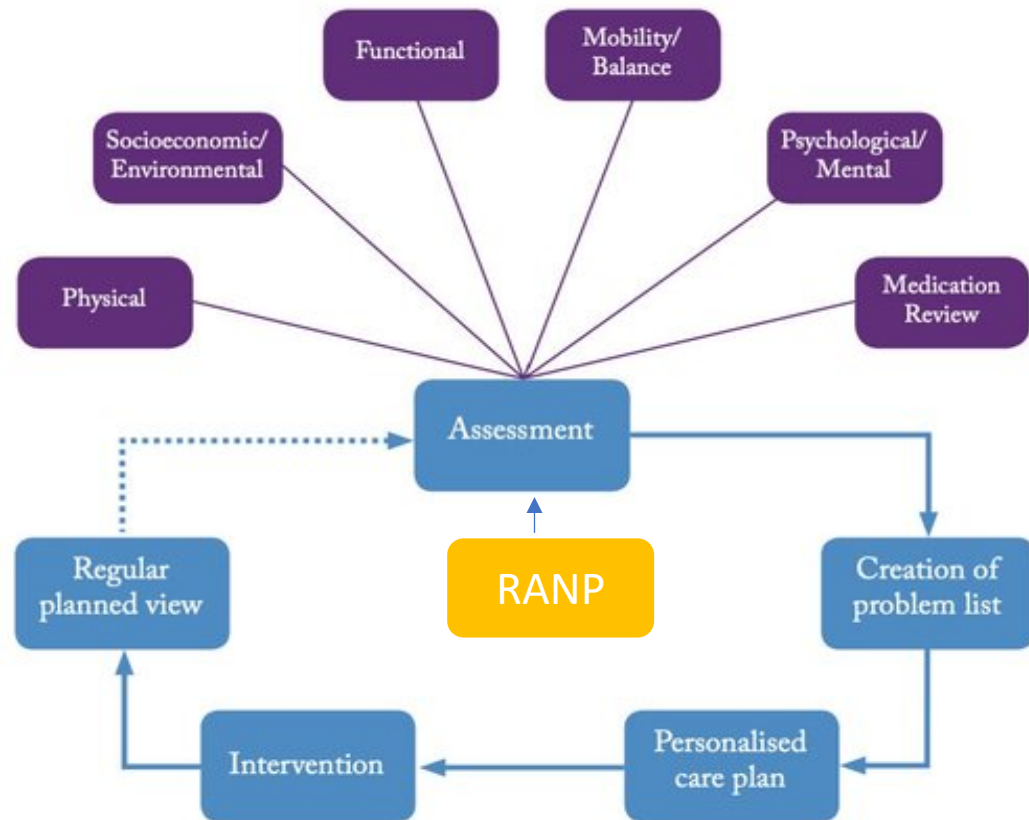 Functional
Mobility/
Balance
Socioeconomic/
Environmental
Psychological/
Mental
Physical
Medication
Review
Assessment
Regular
planned view
RANP
Creation of
problem list
Intervention
Personalised
care plan